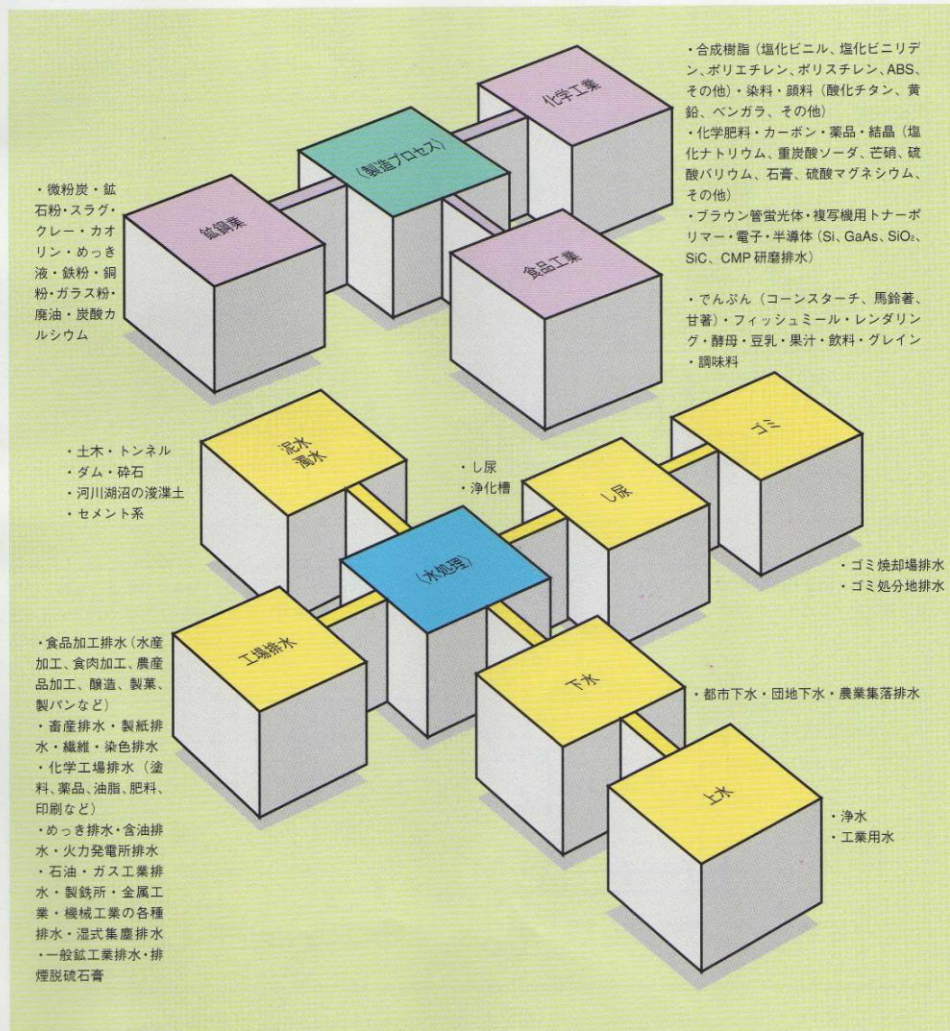 ・合成樹脂（塩化ビニル、塩化ビニリデ
ン、ポリエチレン、ポリスチレン、ABS、
その他）・染料・顔料（酸化チタン、黄
鉛、ベンガラ、その他）
・化学肥料・カーボン・薬品・結晶（塩
化ナトリウム、重炭酸ソーダ、芒硝、硫
酸バリウム、石膏、硫酸マグネシウム、
その他）
・ブラウン管蛍光体・複写機用トナーポ
リマー・電子・半導体（Si、GaAs、SiO₂、
SiC、CMP 研磨排水）
化学工業
（製造プロセス）
鉱鋼業
食品工業
・微粉炭・鉱
石粉・スラグ・
クレー・カオ
リン・めっき
液・鉄粉・銅
粉・ガラス粉・
廃油・炭酸カ
ルシウム
・でんぷん（コーンスターチ、馬鈴著、
甘著）・フィッシュミール・レンダリン
グ・酵母・豆乳・果汁・飲料・グレイン
・調味料
・土木・トンネル
・ダム・砕石
・河川湖沼の浚渫土
・セメント系
泥水
濁水
・し尿
・浄化槽
し尿
ゴミ
・ゴミ焼却場排水
・ゴミ処分地排水
（水処理）
工場排水
下水
・都市下水・団地下水・農業集落排水
上水
・浄水
・工業用水
・食品加工排水（水産
加工、食肉加工、農産
品加工、醸造、製菓、
製パンなど）
・畜産排水・製紙排
水・繊維・染色排水
・化学工場排水（塗
料、薬品、油脂、肥料、
印刷など）
・めっき排水・含油排
水・火力発電所排水
・石油・ガス工業排
水・製鉄所・金属工
業・機械工業の各種
排水・湿式集塵排水
・一般鉱工業排水・排
煙脱硫石膏